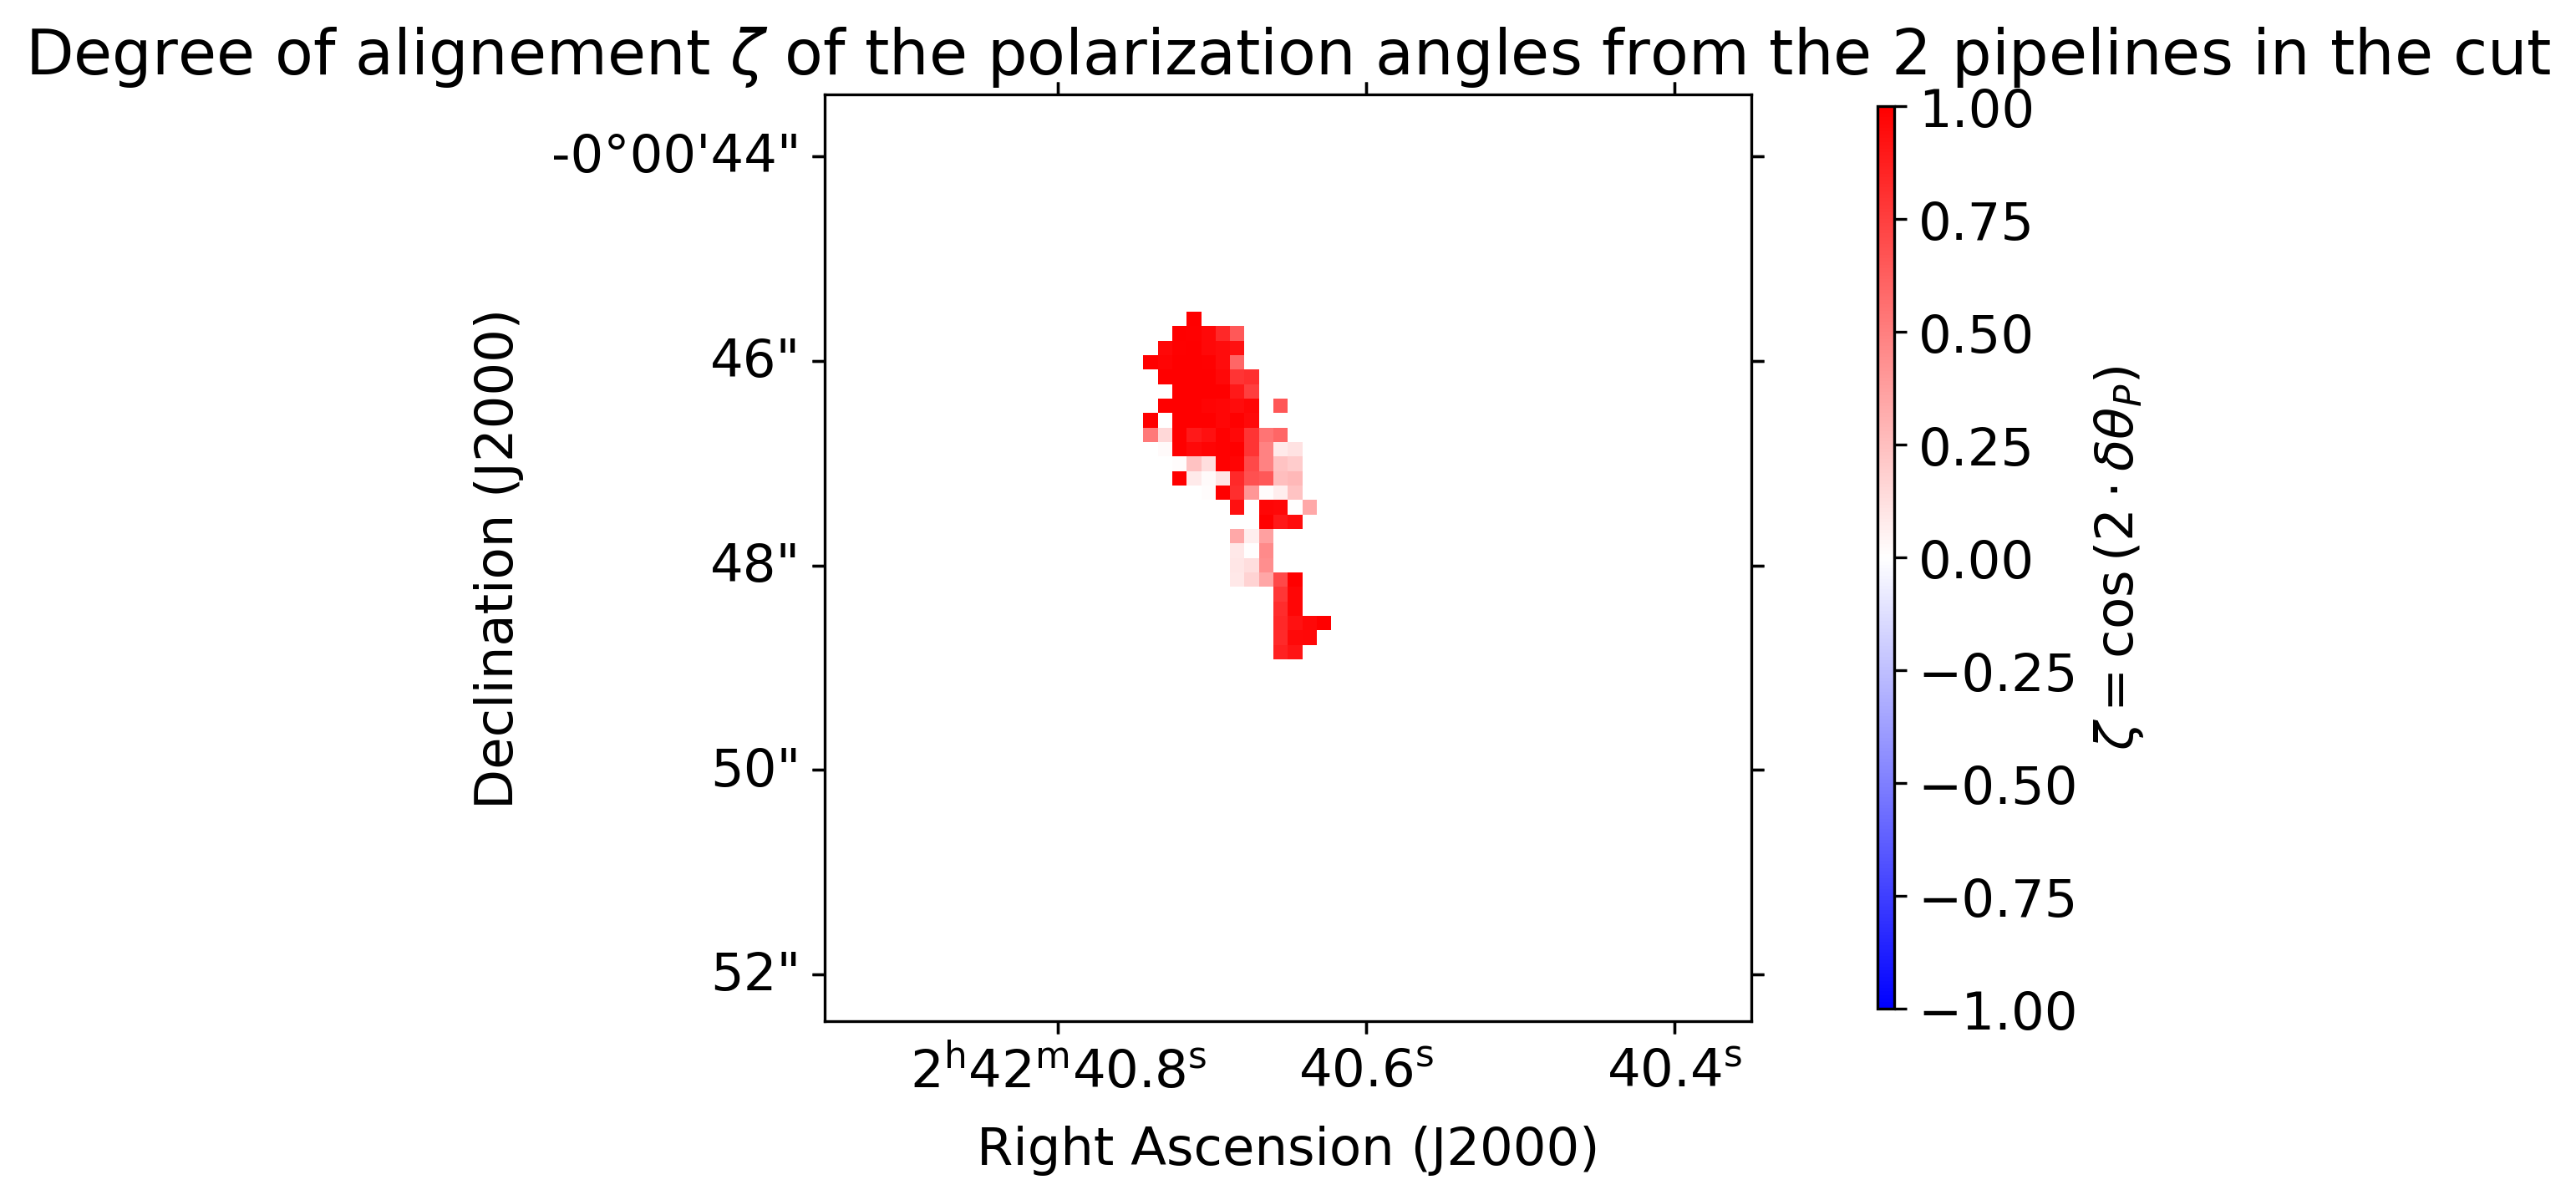 Degree of alignement ζ of the polarization angles from the 2 pipelines in the cut
-0°00'44"
46"
48"
50"
52"
Declination (J2000)
2ʰ42ᵐ40.8ˢ
40.6ˢ
40.4ˢ
Right Ascension (J2000)
1.00
0.75
0.50
0.25
0.00
−0.25
−0.50
−0.75
−1.00
ζ = cos (2 · δθ_P)